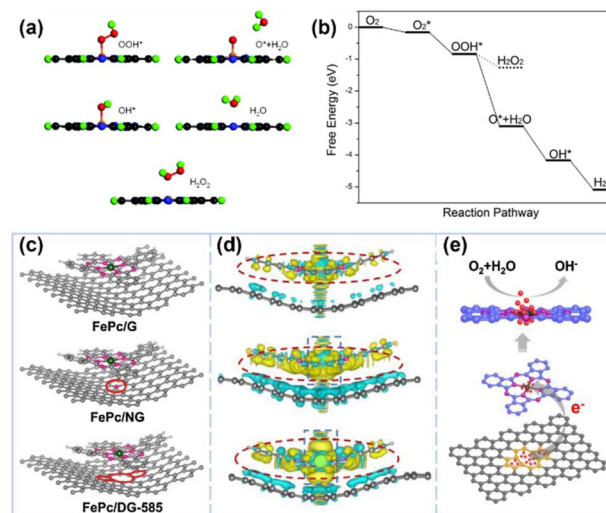 (a)
OOH*
O*+H₂O
OH*
H₂O
H₂O₂
(b)
Free Energy (eV)
0
-1
-2
-3
-4
-5
O₂
O₂*
OOH*
H₂O₂
O*+H₂O
OH*
H₂
Reaction Pathway
(c)
FePc/G
FePc/NG
FePc/DG-585
(d)
(e)
O₂+H₂O
OH⁻
e⁻